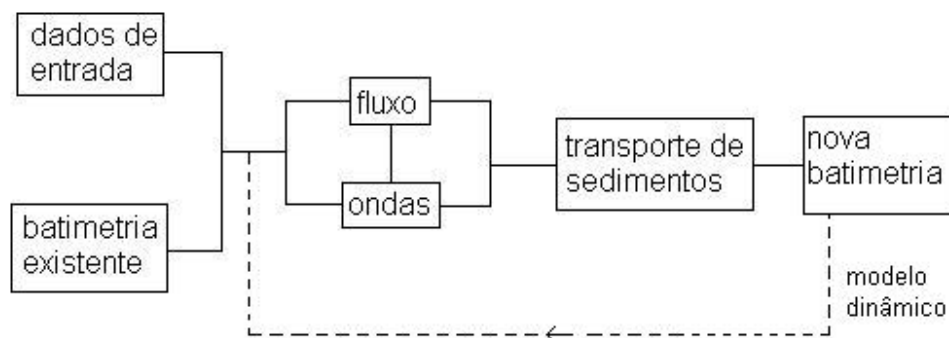 dados de
entrada
batimetria
existente
fluxo
ondas
transporte de
sedimentos
nova
batimetria
modelo
dinâmico